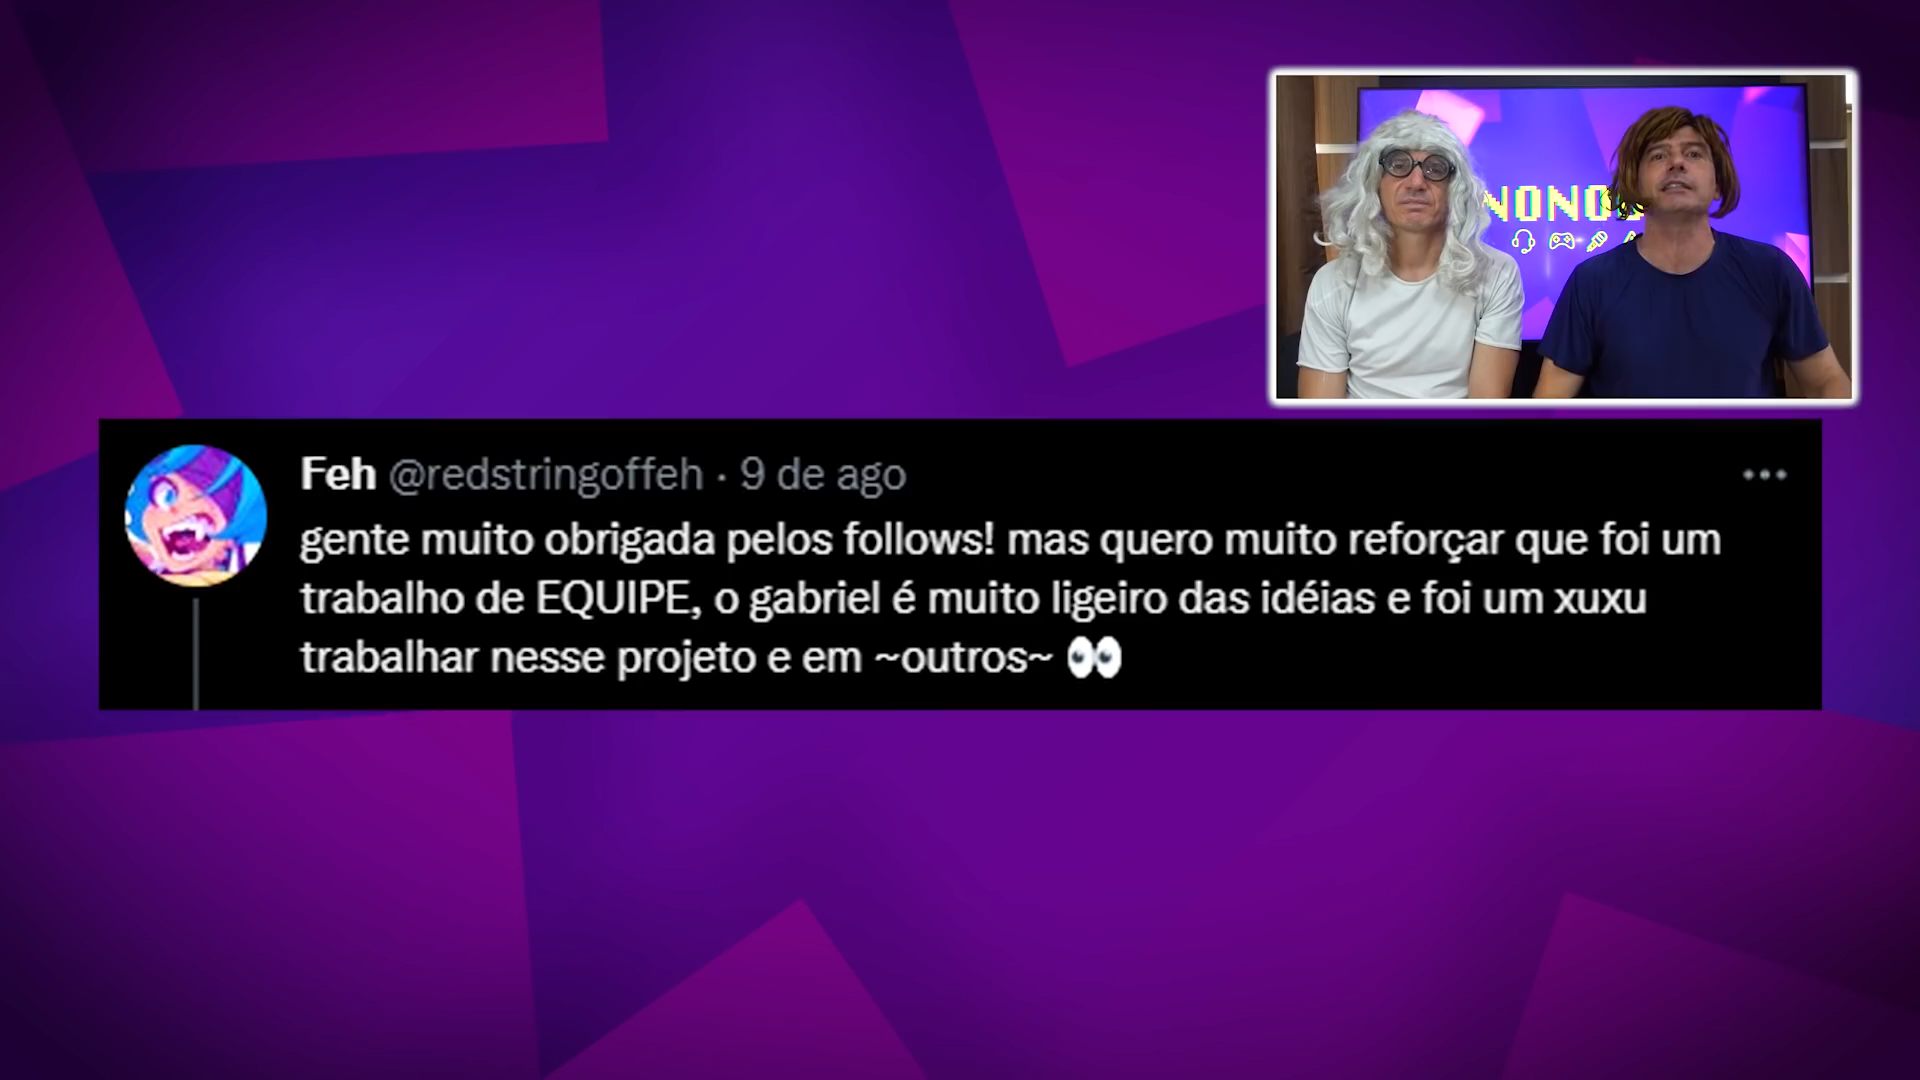 NONO
Feh @redstringoffeh · 9 de ago
gente muito obrigada pelos follows! mas quero muito reforçar que foi um
trabalho de EQUIPE, o gabriel é muito ligeiro das idéias e foi um xuxu
trabalhar nesse projeto e em ~outros~ 👀